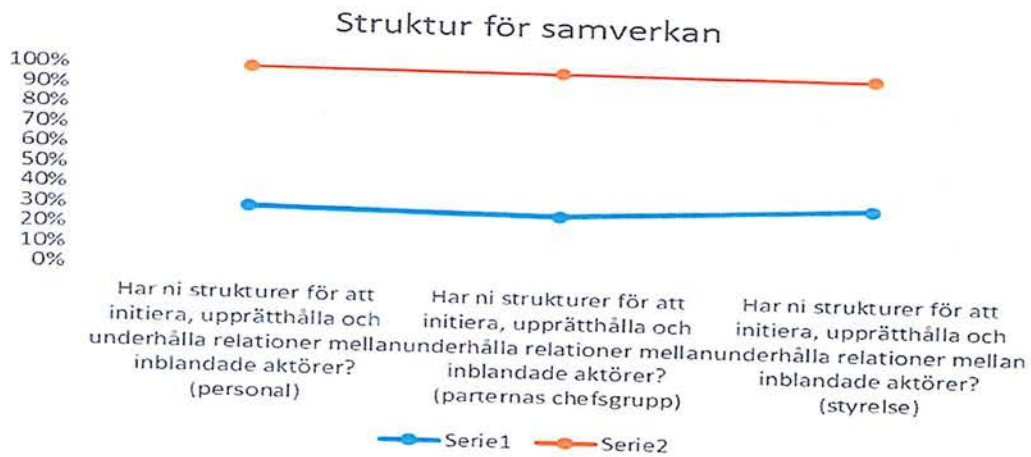 Struktur för samverkan
100%
90%
80%
70%
60%
50%
40%
30%
20%
10%
0%
Har ni strukturer för att
initiera, upprätthålla och
underhålla relationer mellan
inblandade aktörer?
(personal)
Har ni strukturer för att
initiera, upprätthålla och
underhålla relationer mellan
inblandade aktörer?
(parternas chefsgrupp)
Har ni strukturer för att
initiera, upprätthålla och
underhålla relationer mellan
inblandade aktörer?
(styrelse)
Serie1
Serie2